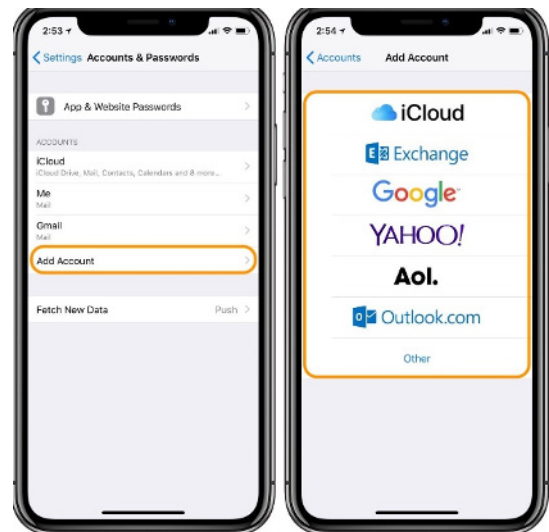 2:53
Settings Accounts & Passwords
App & Website Passwords
ACCOUNTS
iCloud
iCloud Drive, Mail, Contacts, Calendars and 8 more...
Me
Mail
Gmail
Mail
Add Account
Fetch New Data Push
2:54
Accounts Add Account
iCloud
Exchange
Google
YAHOO!
Aol.
Outlook.com
Other